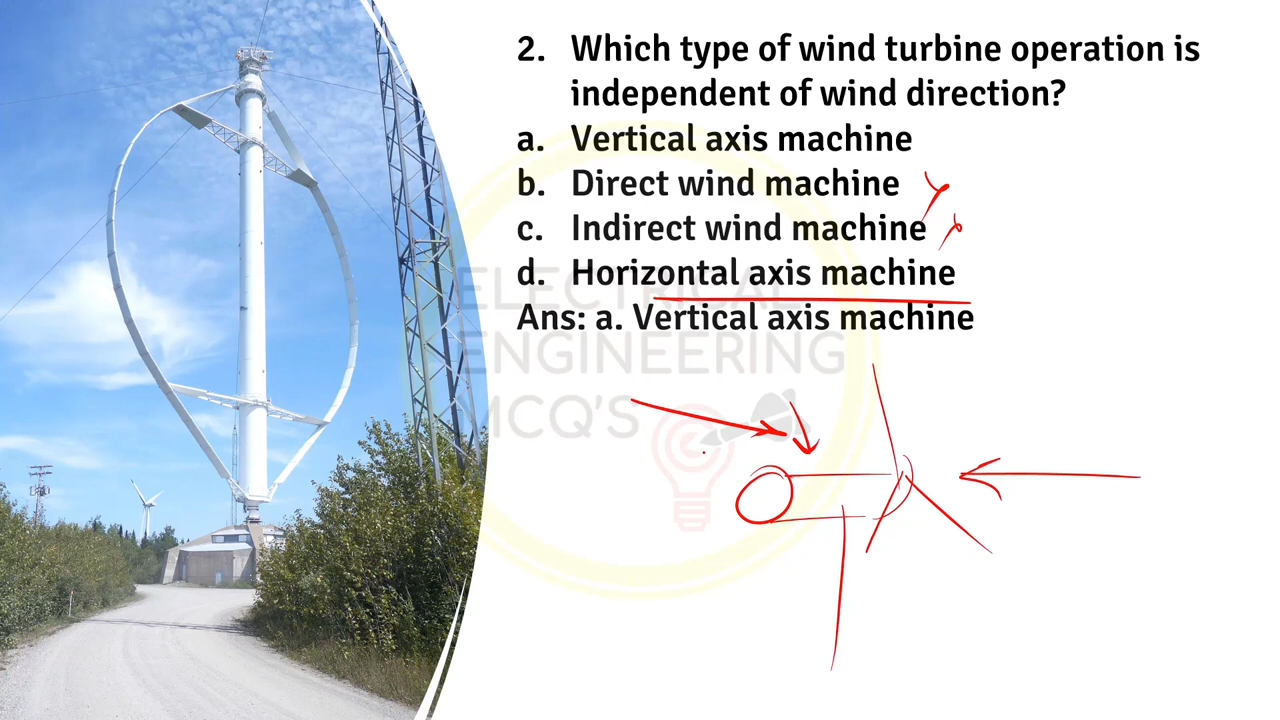 2. Which type of wind turbine operation is
independent of wind direction?
a. Vertical axis machine
b. Direct wind machine
c. Indirect wind machine
d. Horizontal axis machine
Ans: a. Vertical axis machine
ELECTRICAL
ENGINEERING
MCQ'S